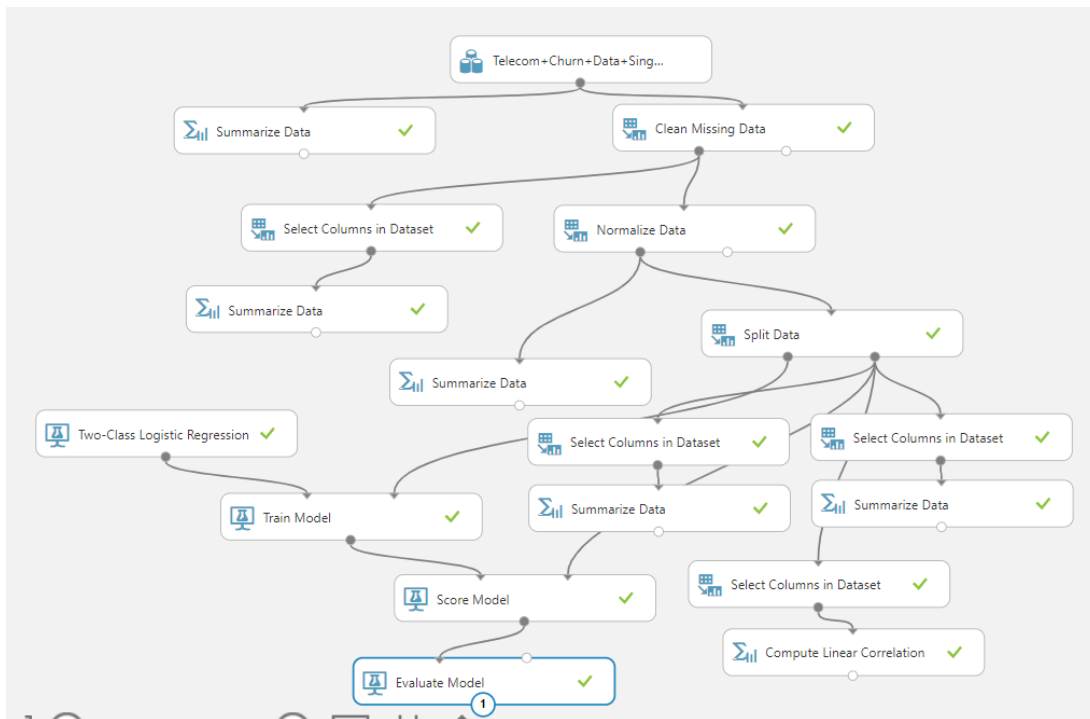 Telecom+Churn+Data+Sing...
Summarize Data
Clean Missing Data
Select Columns in Dataset
Normalize Data
Summarize Data
Split Data
Summarize Data
Two-Class Logistic Regression
Select Columns in Dataset
Select Columns in Dataset
Train Model
Summarize Data
Summarize Data
Score Model
Select Columns in Dataset
Compute Linear Correlation
Evaluate Model
1